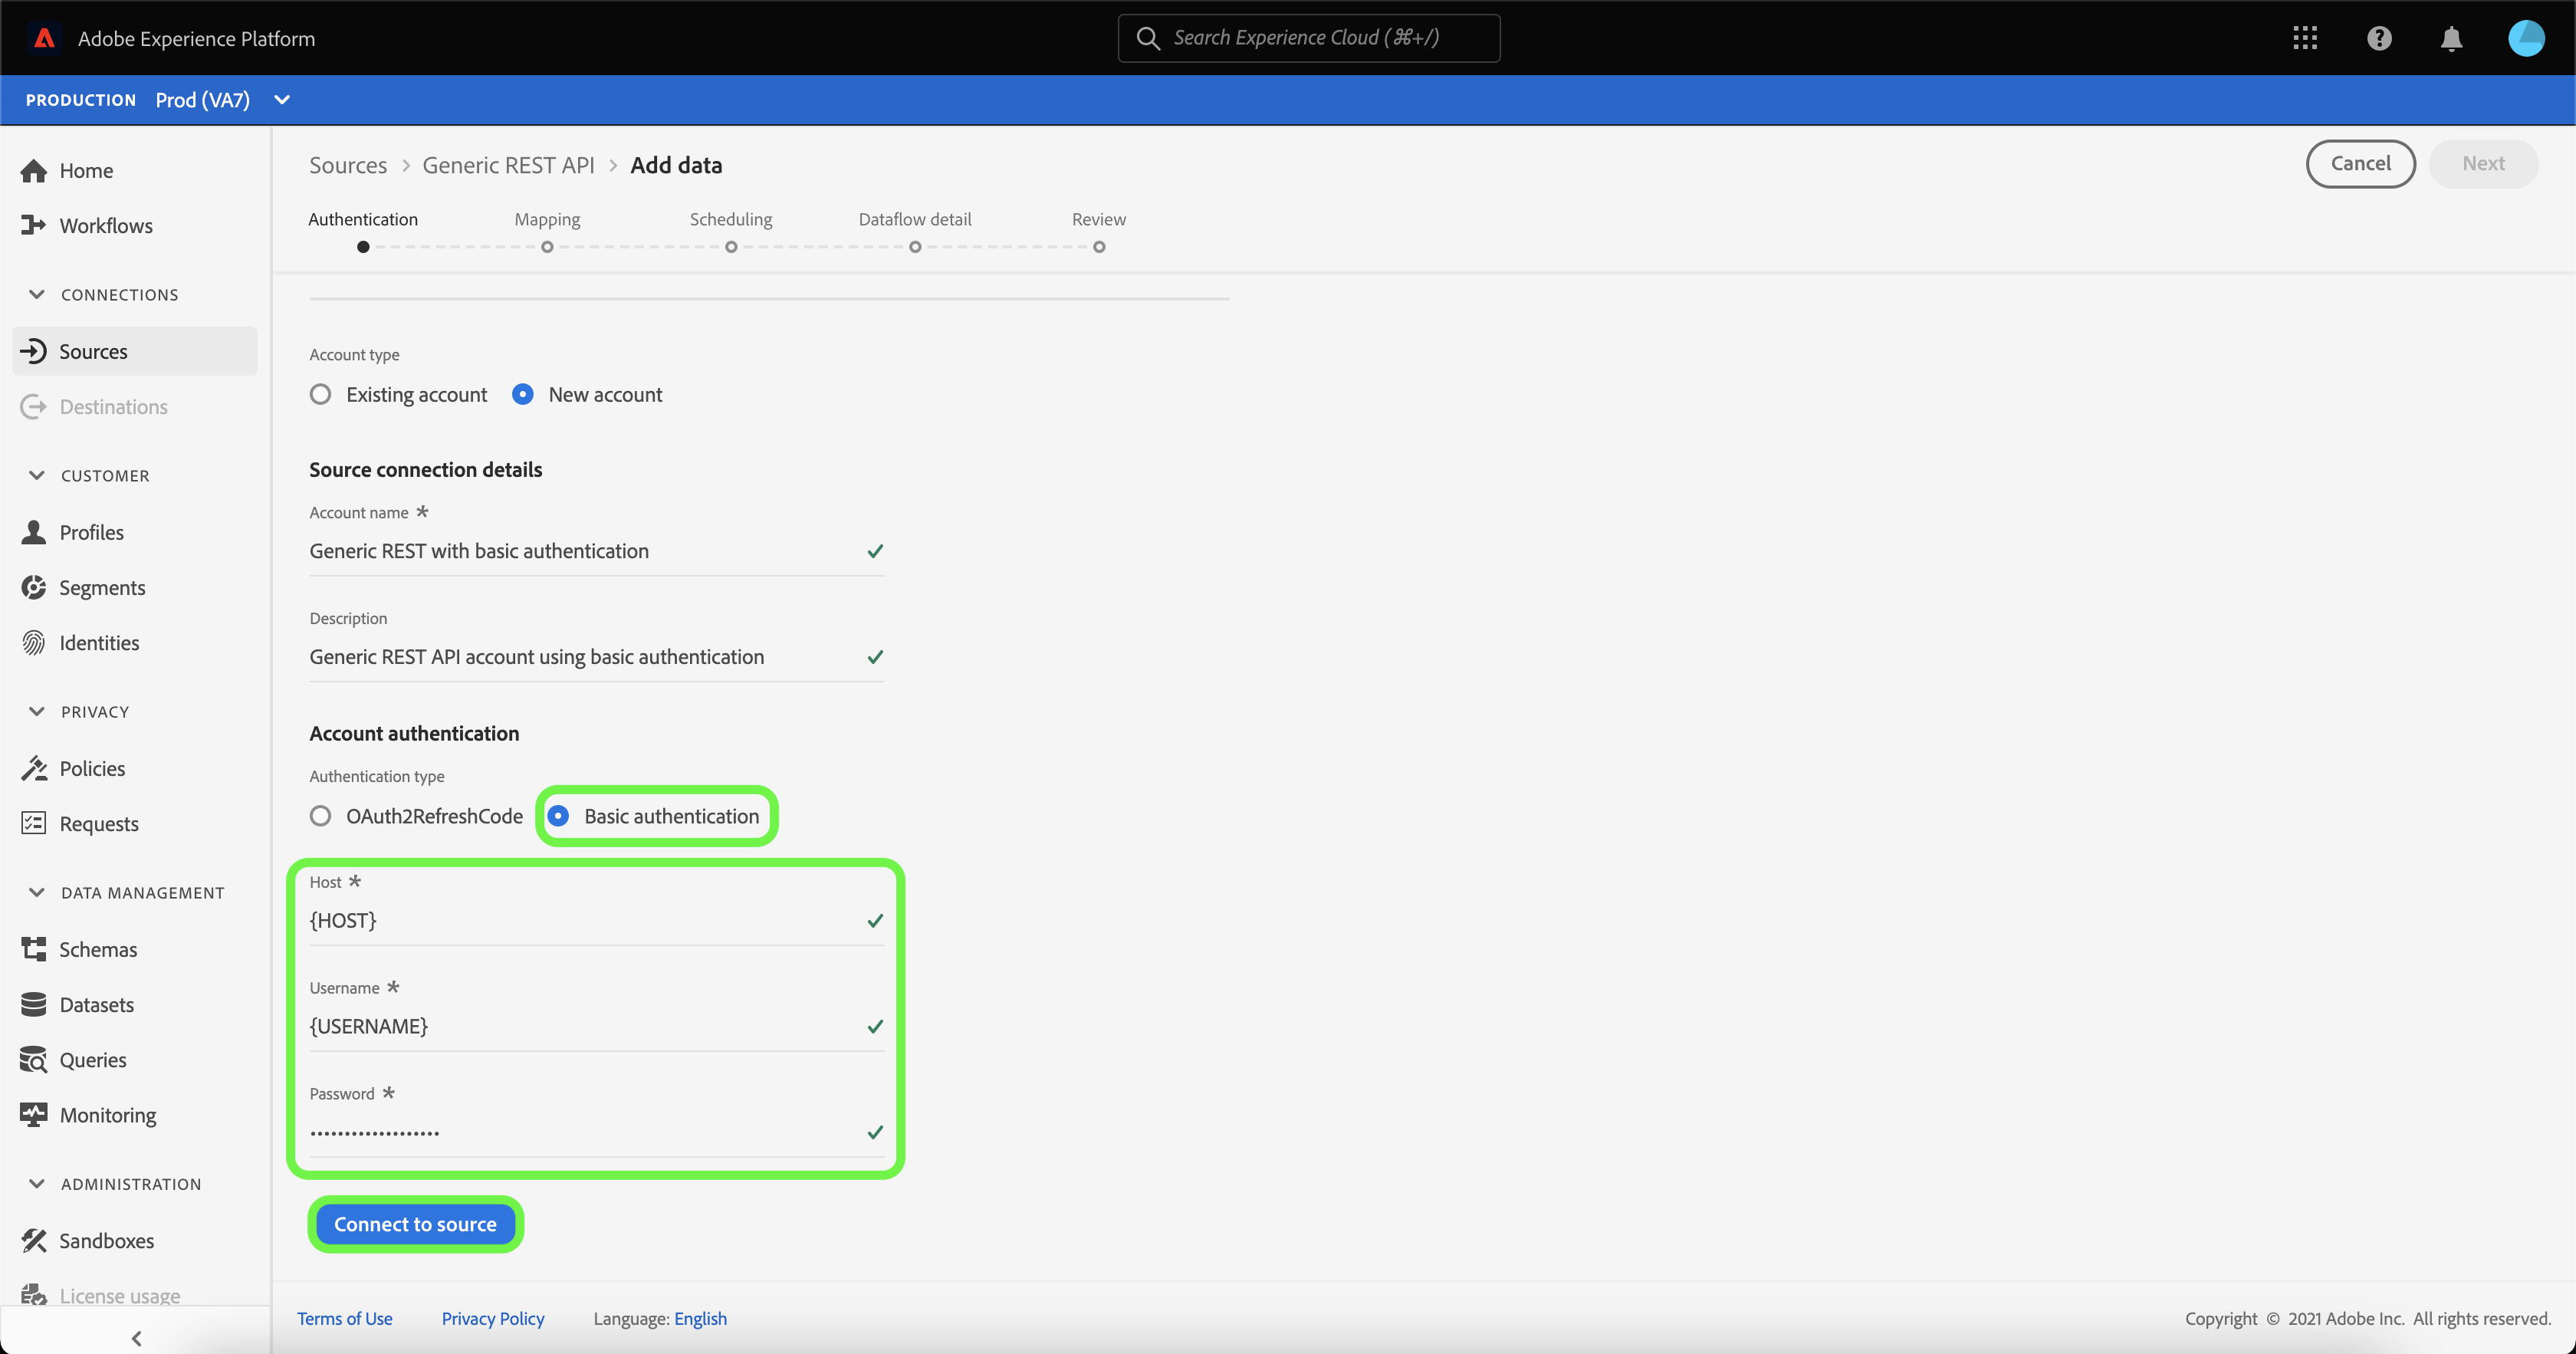 Adobe Experience Platform
Search Experience Cloud (⌘+/)
PRODUCTION Prod (VA7)
Home
Workflows
CONNECTIONS
Sources
Destinations
CUSTOMER
Profiles
Segments
Identities
PRIVACY
Policies
Requests
DATA MANAGEMENT
Schemas
Datasets
Queries
Monitoring
ADMINISTRATION
Sandboxes
License usage
Sources > Generic REST API > Add data
Cancel Next
Authentication Mapping Scheduling Dataflow detail Review
Account type
Existing account New account
Source connection details
Account name *
Generic REST with basic authentication
Description
Generic REST API account using basic authentication
Account authentication
Authentication type
OAuth2RefreshCode Basic authentication
Host *
{HOST}
Username *
{USERNAME}
Password *
•••••••••••••••••••
Connect to source
Terms of Use Privacy Policy Language: English
Copyright © 2021 Adobe Inc. All rights reserved.